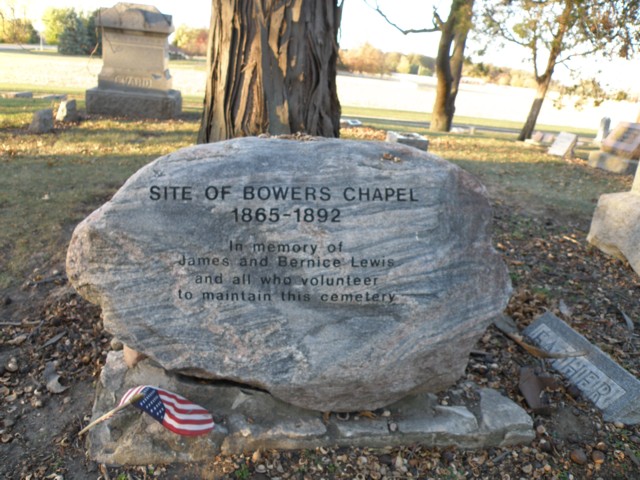 SITE OF BOWERS CHAPEL
1865-1892
In memory of
James and Bernice Lewis
and all who volunteer
to maintain this cemetery
FATHER